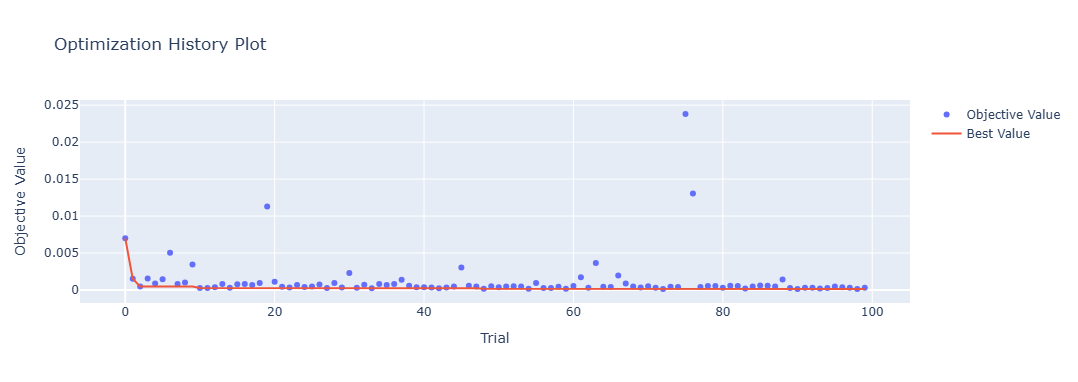 Optimization History Plot
0.025
0.02
0.015
0.01
0.005
0
Objective Value
0
20
40
60
80
100
Trial
Objective Value
Best Value